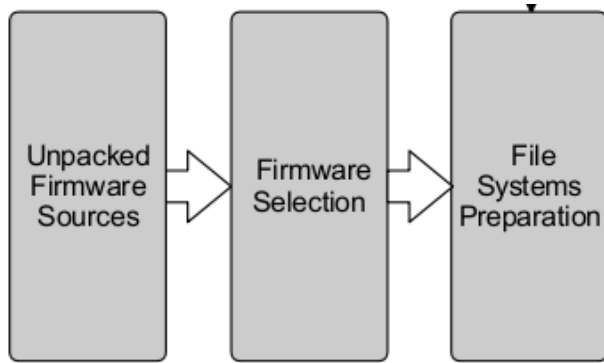 Unpacked
Firmware
Sources
Firmware
Selection
File
Systems
Preparation